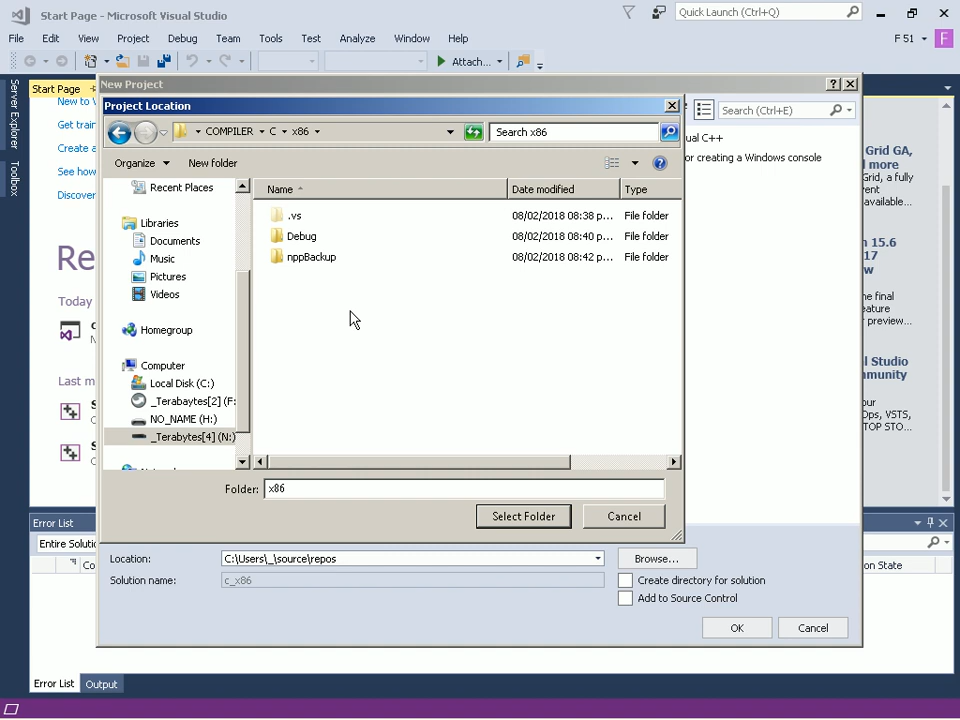 Start Page - Microsoft Visual Studio
Quick Launch (Ctrl+Q)
File Edit View Project Debug Team Tools Test Analyze Window Help
F 51
F
Attach...
Server Explorer
Toolbox
Start Page
New to
Get train
Create a
See how
Discover
Today
Last m
New Project
Search (Ctrl+E)
ual C++
or creating a Windows console
Project Location
COMPILER C x86
Search x86
Organize New folder
Recent Places
Libraries
Documents
Music
Pictures
Videos
Homegroup
Computer
Local Disk (C:)
_Terabaytes[2] (F:
NO_NAME (H:)
_Terabytes[4] (N:)
Name Date modified Type
.vs 08/02/2018 08:38 p... File folder
Debug 08/02/2018 08:40 p... File folder
nppBackup 08/02/2018 08:42 p... File folder
Folder: x86
Select Folder Cancel
Location: C:\Users\_\source\repos Browse...
Solution name: c_x86
Create directory for solution
Add to Source Control
OK Cancel
Grid GA,
l more
of Grid, a fully
event
available...
n 15.6
17
w
he final
eature
r preview...
al Studio
mmunity
our
Ops, VSTS,
TOP STO...
Error List
Entire Solutio
Co
on State
Error List Output